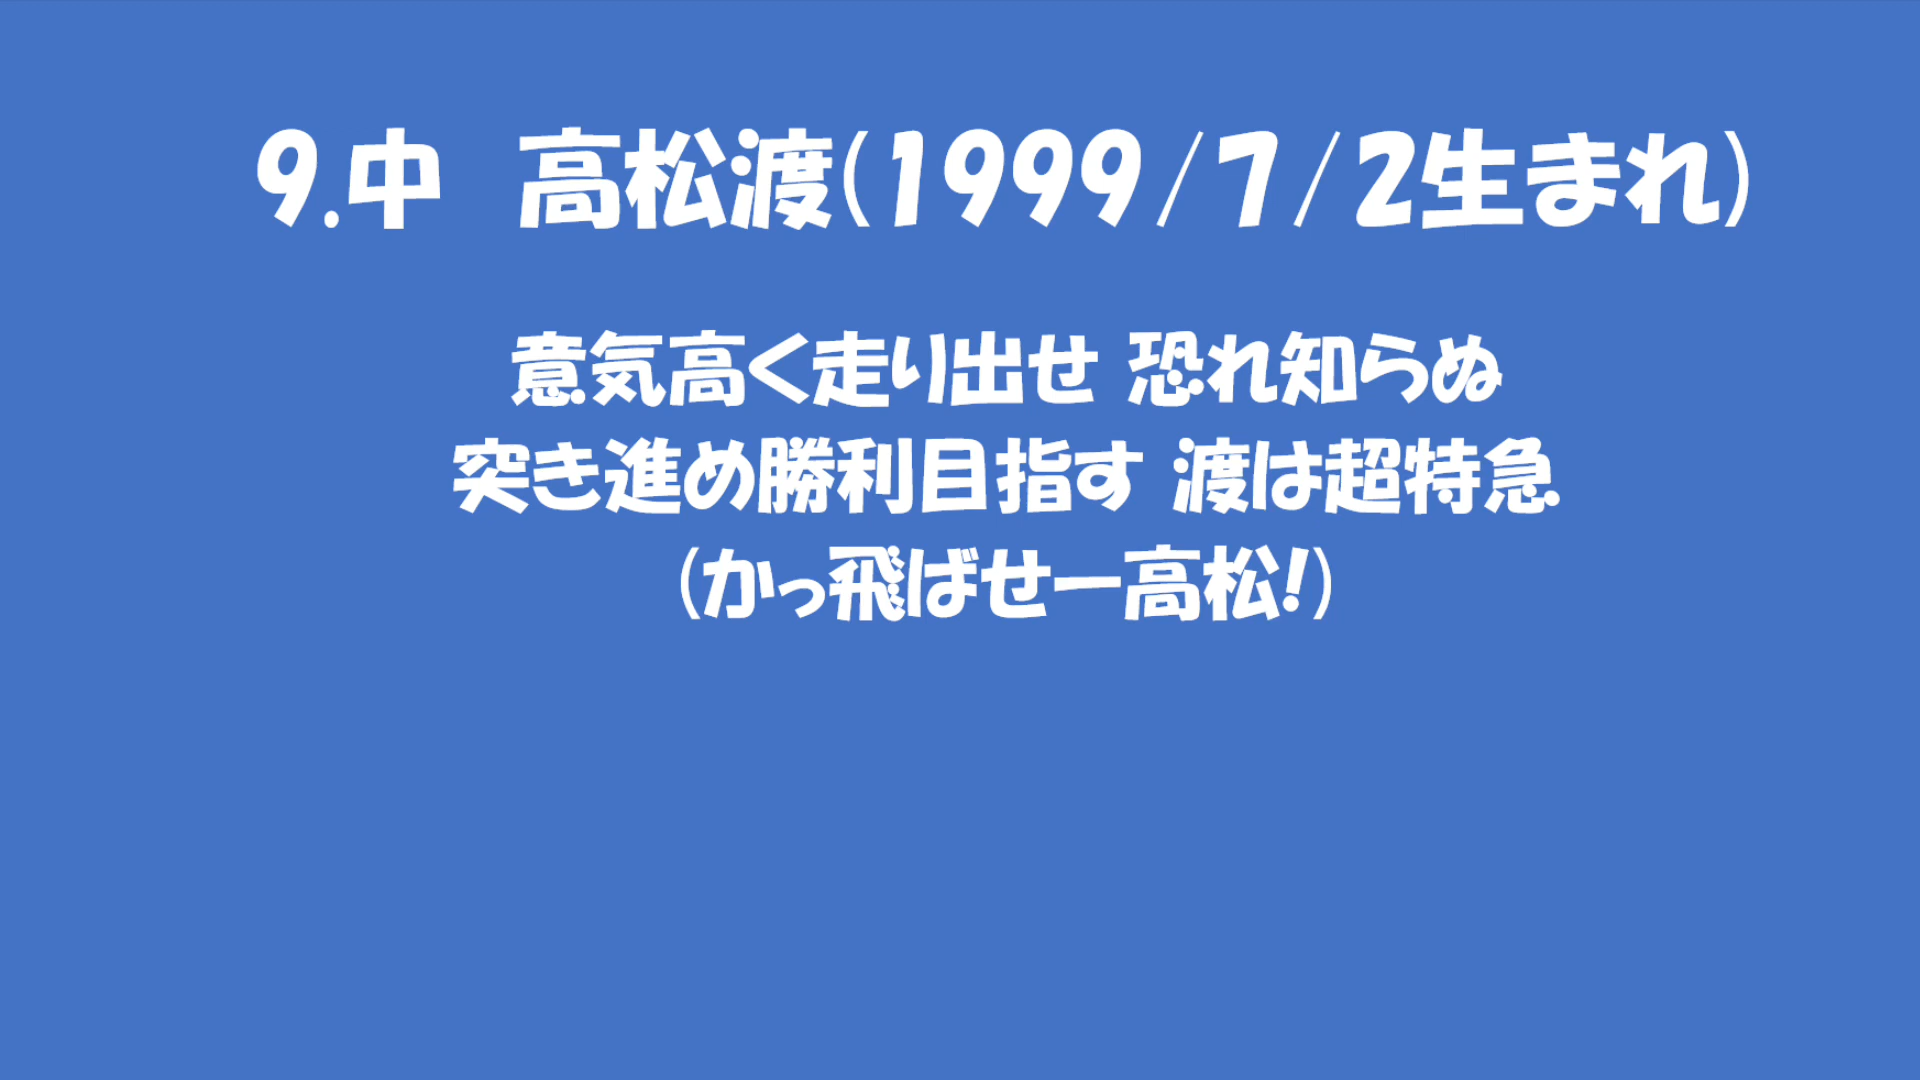 9.中　高松渡(1999/7/2生まれ)
意気高く走り出せ 恐れ知らぬ
突き進め勝利目指す 渡は超特急
(かっ飛ばせー高松!)